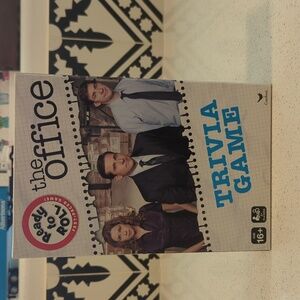 the office
Ready
to
Roll
TRIVIA
GAME
16+